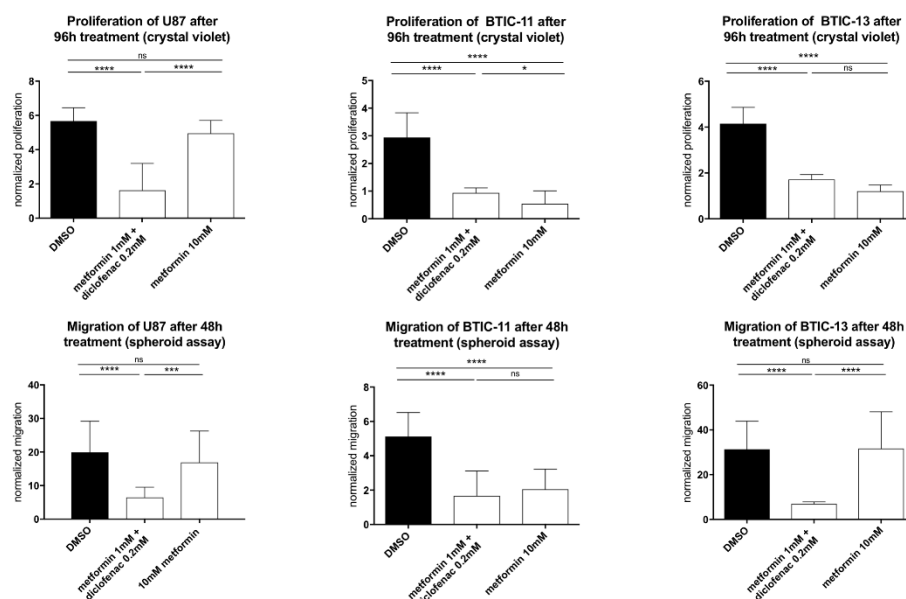 Proliferation of U87 after
96h treatment (crystal violet)
ns
**** ****
normalized proliferation
8
6
4
2
0
DMSO
metformin 1mM +
diclofenac 0.2mM
metformin 10mM
Proliferation of BTIC-11 after
96h treatment (crystal violet)
****
**** *
normalized proliferation
5
4
3
2
1
0
DMSO
metformin 1mM +
diclofenac 0.2mM
metformin 10mM
Proliferation of BTIC-13 after
96h treatment (crystal violet)
****
**** ns
normalized proliferation
6
4
2
0
DMSO
metformin 1mM +
diclofenac 0.2mM
metformin 10mM
Migration of U87 after 48h
treatment (spheroid assay)
ns
**** ***
normalized migration
40
30
20
10
0
DMSO
metformin 1mM +
diclofenac 0.2mM
10mM metformin
Migration of BTIC-11 after 48h
treatment (spheroid assay)
****
**** ns
normalized migration
8
6
4
2
0
DMSO
metformin 1mM +
diclofenac 0.2mM
metformin 10mM
Migration of BTIC-13 after 48h
treatment (spheroid assay)
ns
**** ****
normalized migration
60
40
20
0
DMSO
metformin 1mM +
diclofenac 0.2mM
metformin 10mM